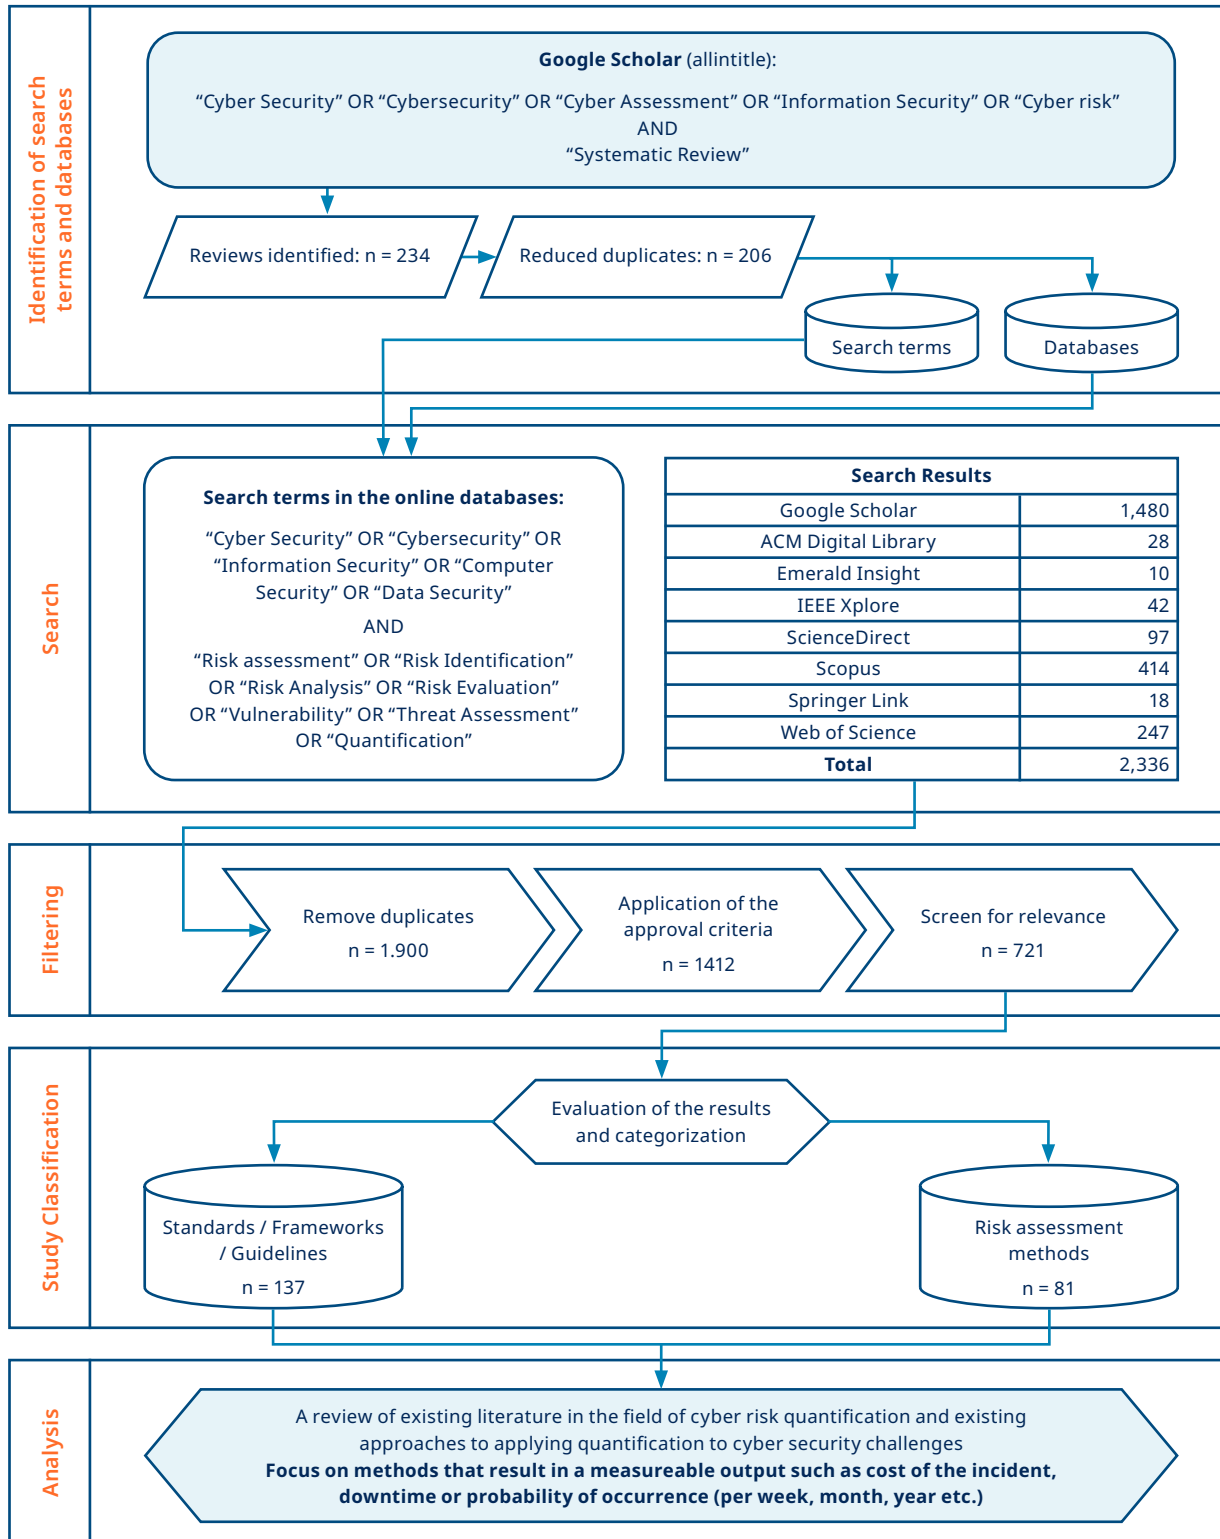 Identification of search
terms and databases
Google Scholar (allintitle):
“Cyber Security” OR “Cybersecurity” OR “Cyber Assessment” OR “Information Security” OR “Cyber risk”
AND
“Systematic Review”
Reviews identified: n = 234
Reduced duplicates: n = 206
Search terms
Databases
Search
Search terms in the online databases:
“Cyber Security” OR “Cybersecurity” OR
“Information Security” OR “Computer
Security” OR “Data Security”
AND
“Risk assessment” OR “Risk Identification”
OR “Risk Analysis” OR “Risk Evaluation”
OR “Vulnerability” OR “Threat Assessment”
OR “Quantification”
Search Results
Google Scholar 1,480
ACM Digital Library 28
Emerald Insight 10
IEEE Xplore 42
ScienceDirect 97
Scopus 414
Springer Link 18
Web of Science 247
Total 2,336
Filtering
Remove duplicates
n = 1.900
Application of the
approval criteria
n = 1412
Screen for relevance
n = 721
Study Classification
Evaluation of the results
and categorization
Standards / Frameworks
/ Guidelines
n = 137
Risk assessment
methods
n = 81
Analysis
A review of existing literature in the field of cyber risk quantification and existing
approaches to applying quantification to cyber security challenges
Focus on methods that result in a measureable output such as cost of the incident,
downtime or probability of occurrence (per week, month, year etc.)